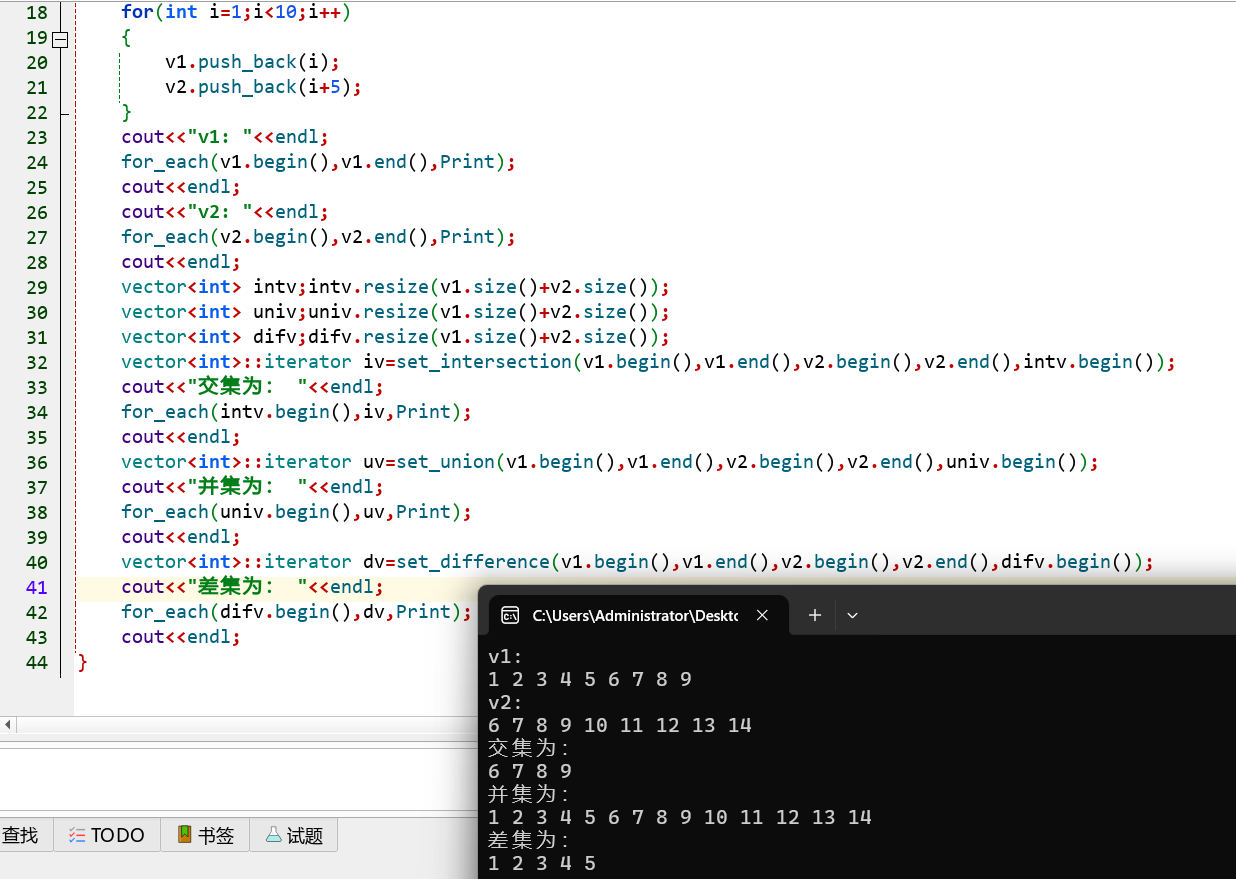 18 for(int i=1;i<10;i++)
19 {
20 v1.push_back(i);
21 v2.push_back(i+5);
22 }
23 cout<<"v1: "<<endl;
24 for_each(v1.begin(),v1.end(),Print);
25 cout<<endl;
26 cout<<"v2: "<<endl;
27 for_each(v2.begin(),v2.end(),Print);
28 cout<<endl;
29 vector<int> intv;intv.resize(v1.size()+v2.size());
30 vector<int> univ;univ.resize(v1.size()+v2.size());
31 vector<int> difv;difv.resize(v1.size()+v2.size());
32 vector<int>::iterator iv=set_intersection(v1.begin(),v1.end(),v2.begin(),v2.end(),intv.begin());
33 cout<<"交集为： "<<endl;
34 for_each(intv.begin(),iv,Print);
35 cout<<endl;
36 vector<int>::iterator uv=set_union(v1.begin(),v1.end(),v2.begin(),v2.end(),univ.begin());
37 cout<<"并集为： "<<endl;
38 for_each(univ.begin(),uv,Print);
39 cout<<endl;
40 vector<int>::iterator dv=set_difference(v1.begin(),v1.end(),v2.begin(),v2.end(),difv.begin());
41 cout<<"差集为： "<<endl;
42 for_each(difv.begin(),dv,Print);
43 cout<<endl;
44 }
C:\Users\Administrator\Deskto
v1:
1 2 3 4 5 6 7 8 9
v2:
6 7 8 9 10 11 12 13 14
交集为：
6 7 8 9
并集为：
1 2 3 4 5 6 7 8 9 10 11 12 13 14
差集为：
1 2 3 4 5
查找 TODO 书签 试题